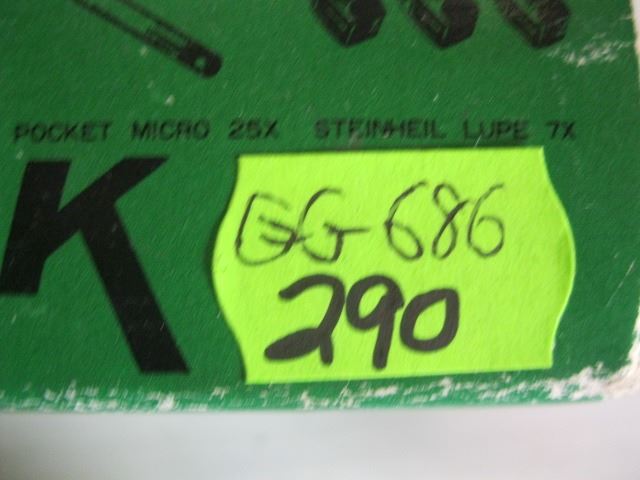 POCKET MICRO 25X STEINHEIL LUPE 7X
K
GG-686
290